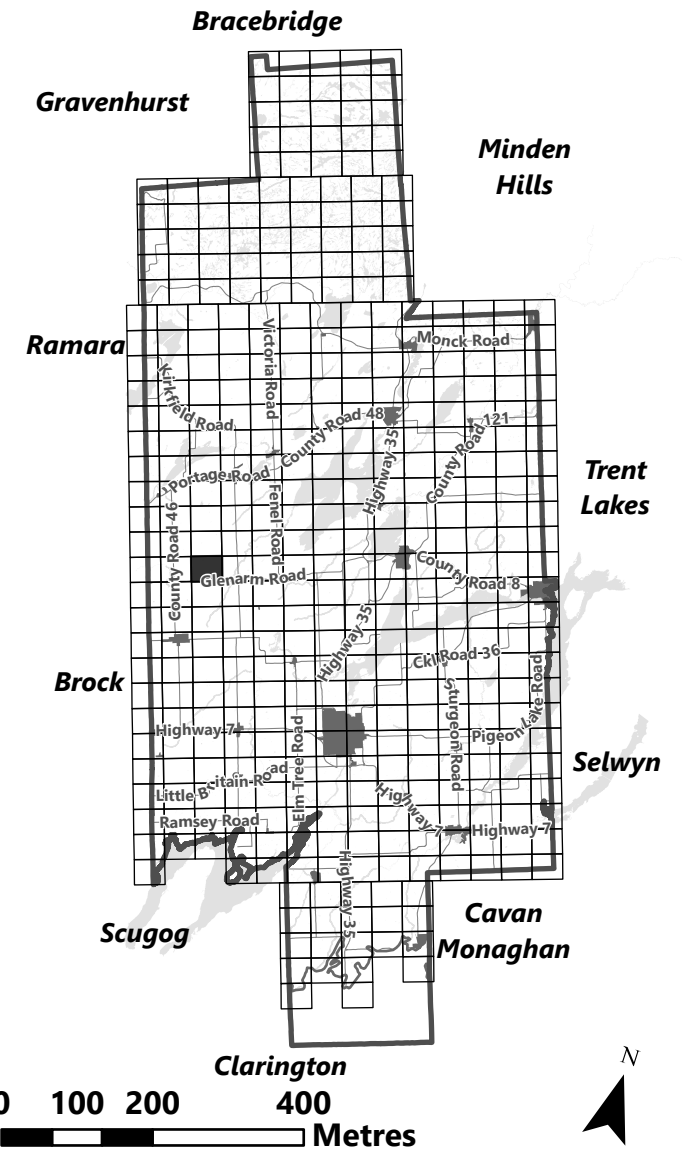 Bracebridge
Gravenhurst
Minden
Hills
Ramara
Monck Road
Victoria Road
Kirkfield Road
County Road 48
County Road 121
Highway 35
Portage Road
Trent
Lakes
County Road 46
Fenel Road
Glenarm Road
County Road 8
Highway 35
Ckl Road 36
Brock
Sturgeon Road
Pigeon Lake Road
Highway 7
Elm Tree Road
Selwyn
Little Britain Road
Highway 7
Highway 7
Ramsey Road
Highway 35
Scugog
Cavan
Monaghan
Clarington
N
0 100 200 400
Metres